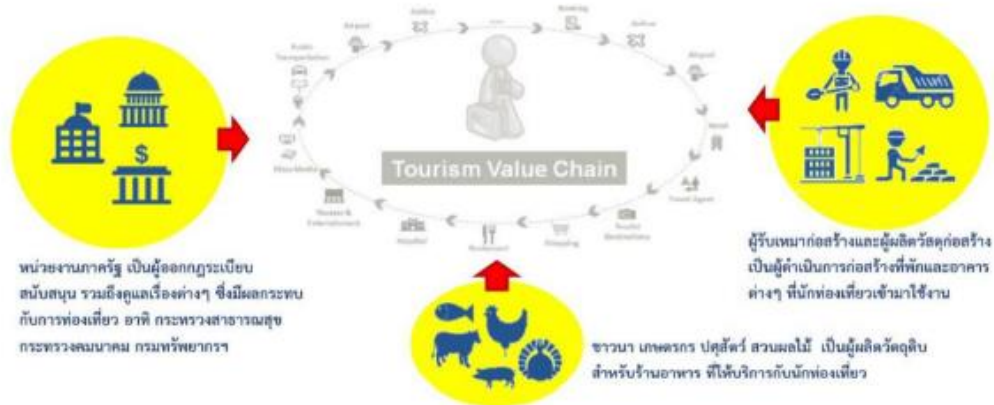 Airline
Booking
Airline
Airport
Airport
Public
Transportation
Hotel
Mass Media
Tourism Value Chain
Travel Agent
Theater &
Entertainment
Hospital
Restaurant
Shopping
Tourist
Destinations
$
หน่วยงานภาครัฐ เป็นผู้ออกกฎระเบียบ
สนับสนุน รวมถึงดูแลเรื่องต่างๆ ซึ่งมีผลกระทบ
กับการท่องเที่ยว อาทิ กระทรวงสาธารณสุข
กระทรวงคมนาคม กรมทรัพยากรฯ
ผู้รับเหมาก่อสร้างและผู้ผลิตวัสดุก่อสร้าง
เป็นผู้ดำเนินการก่อสร้างที่พักและอาคาร
ต่างๆ ที่นักท่องเที่ยวเข้ามาใช้งาน
ชาวนา เกษตรกร ปศุสัตว์ สวนผลไม้ เป็นผู้ผลิตวัตถุดิบ
สำหรับร้านอาหาร ที่ให้บริการกับนักท่องเที่ยว